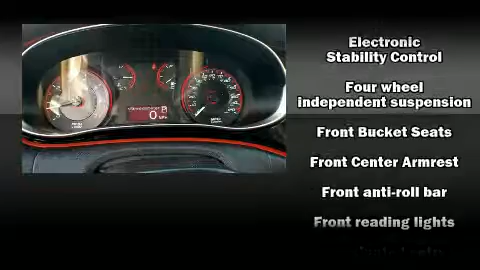 Electronic
Stability Control
Four wheel
independent suspension
Front Bucket Seats
Front Center Armrest
Front anti-roll bar
Front reading lights
0